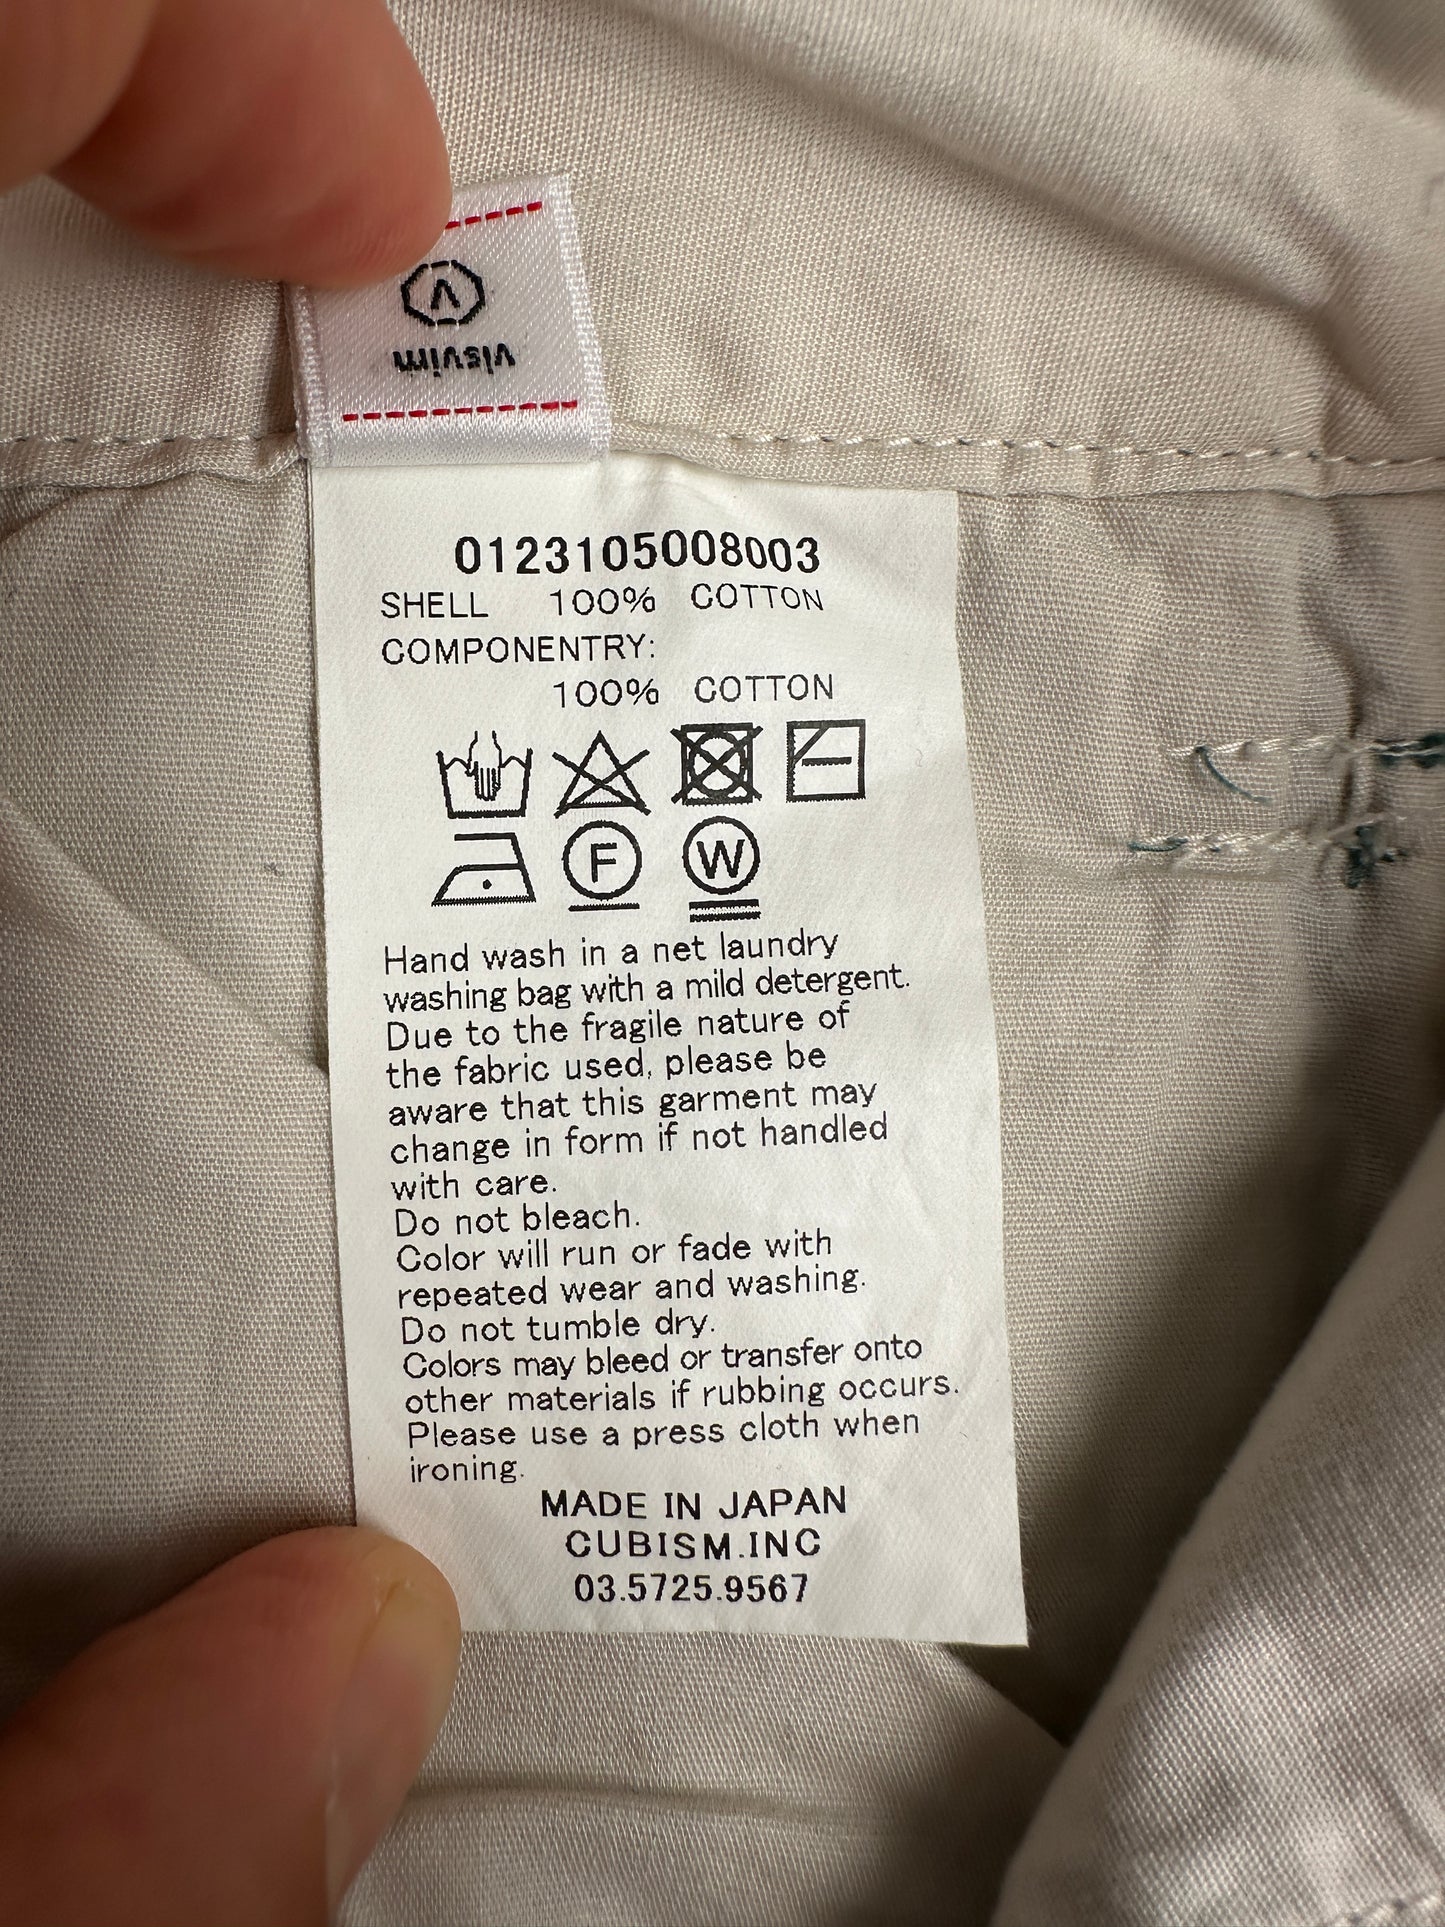 visvim
0123105008003
SHELL 100% COTTON
COMPONENTRY:
100% COTTON
F W
Hand wash in a net laundry
washing bag with a mild detergent.
Due to the fragile nature of
the fabric used, please be
aware that this garment may
change in form if not handled
with care.
Do not bleach.
Color will run or fade with
repeated wear and washing.
Do not tumble dry.
Colors may bleed or transfer onto
other materials if rubbing occurs.
Please use a press cloth when
ironing.
MADE IN JAPAN
CUBISM.INC
03.5725.9567